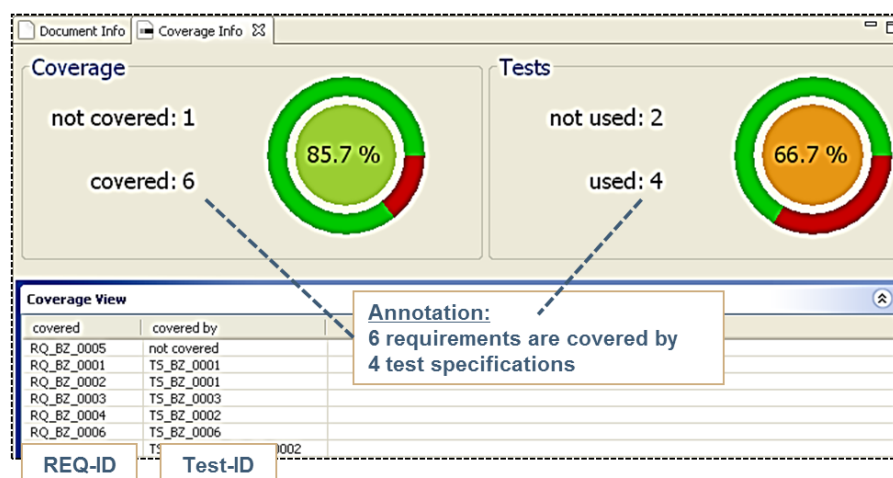 Document Info Coverage Info
Coverage
not covered: 1
covered: 6
85.7 %
Tests
not used: 2
used: 4
66.7 %
Coverage View
Annotation:
6 requirements are covered by
4 test specifications
covered covered by
RQ_BZ_0005 not covered
RQ_BZ_0001 TS_BZ_0001
RQ_BZ_0002 TS_BZ_0001
RQ_BZ_0003 TS_BZ_0003
RQ_BZ_0004 TS_BZ_0002
RQ_BZ_0006 TS_BZ_0006
REQ-ID Test-ID